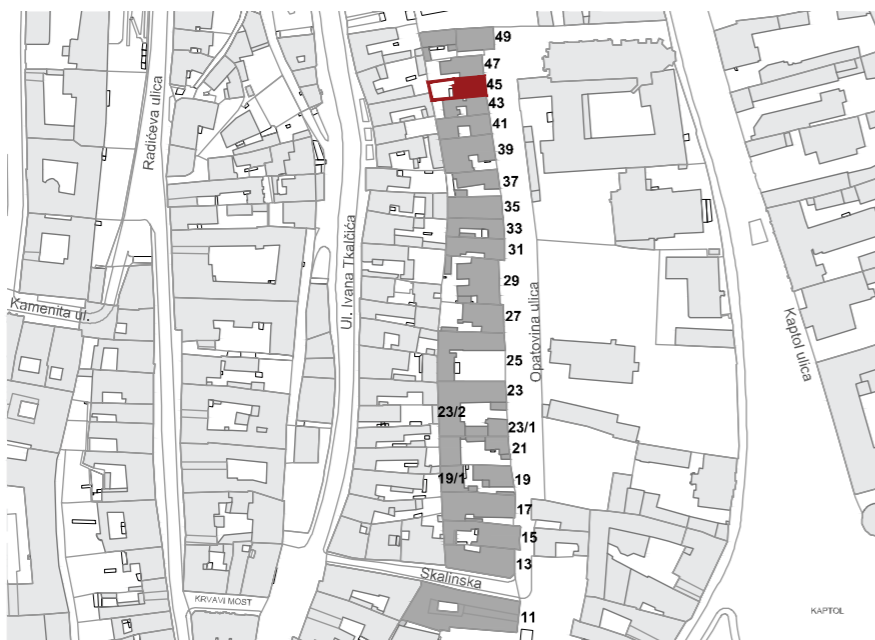 49
47
45
43
41
39
37
35
33
31
29
27
25
23
23/2
23/1
21
19/1
19
17
15
13
11
Radićeva ulica
Kamenita ul.
Ul. Ivana Tkalčića
Opatovina ulica
Kaptol ulica
Skalinska
KRVAVI MOST
KAPTOL